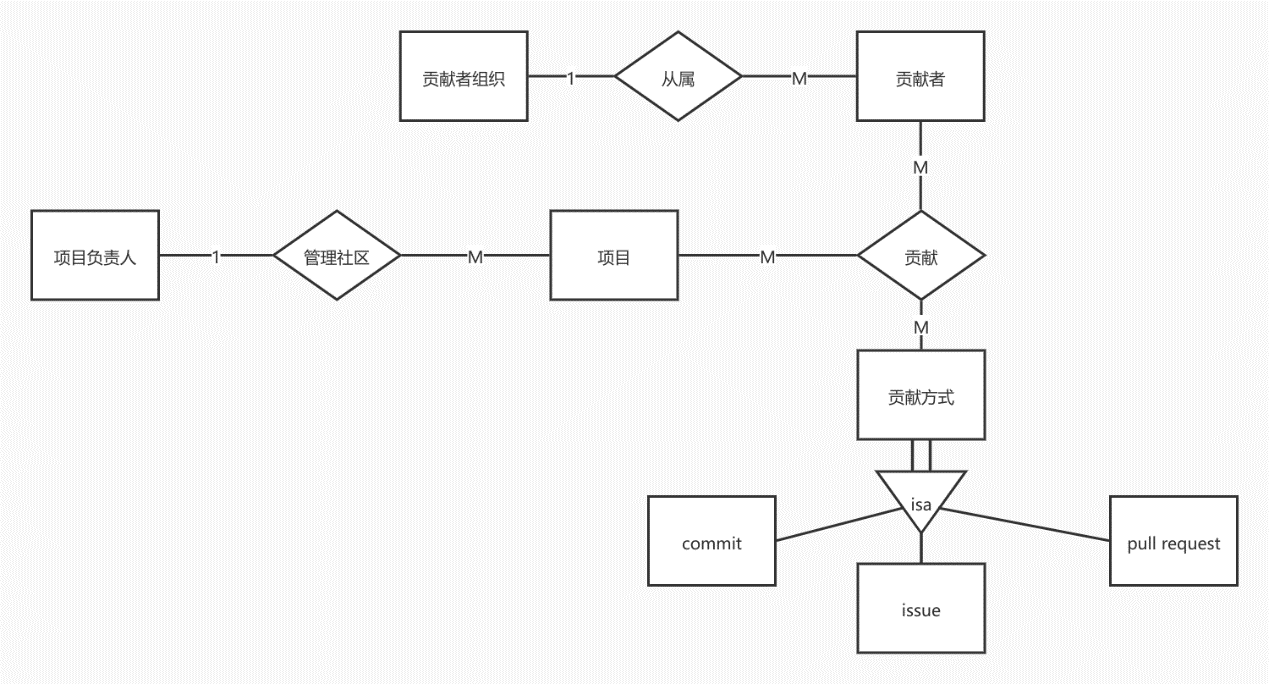 贡献者组织
1
从属
M
贡献者
M
项目负责人
1
管理社区
M
项目
M
贡献
M
贡献方式
isa
commit
pull request
issue